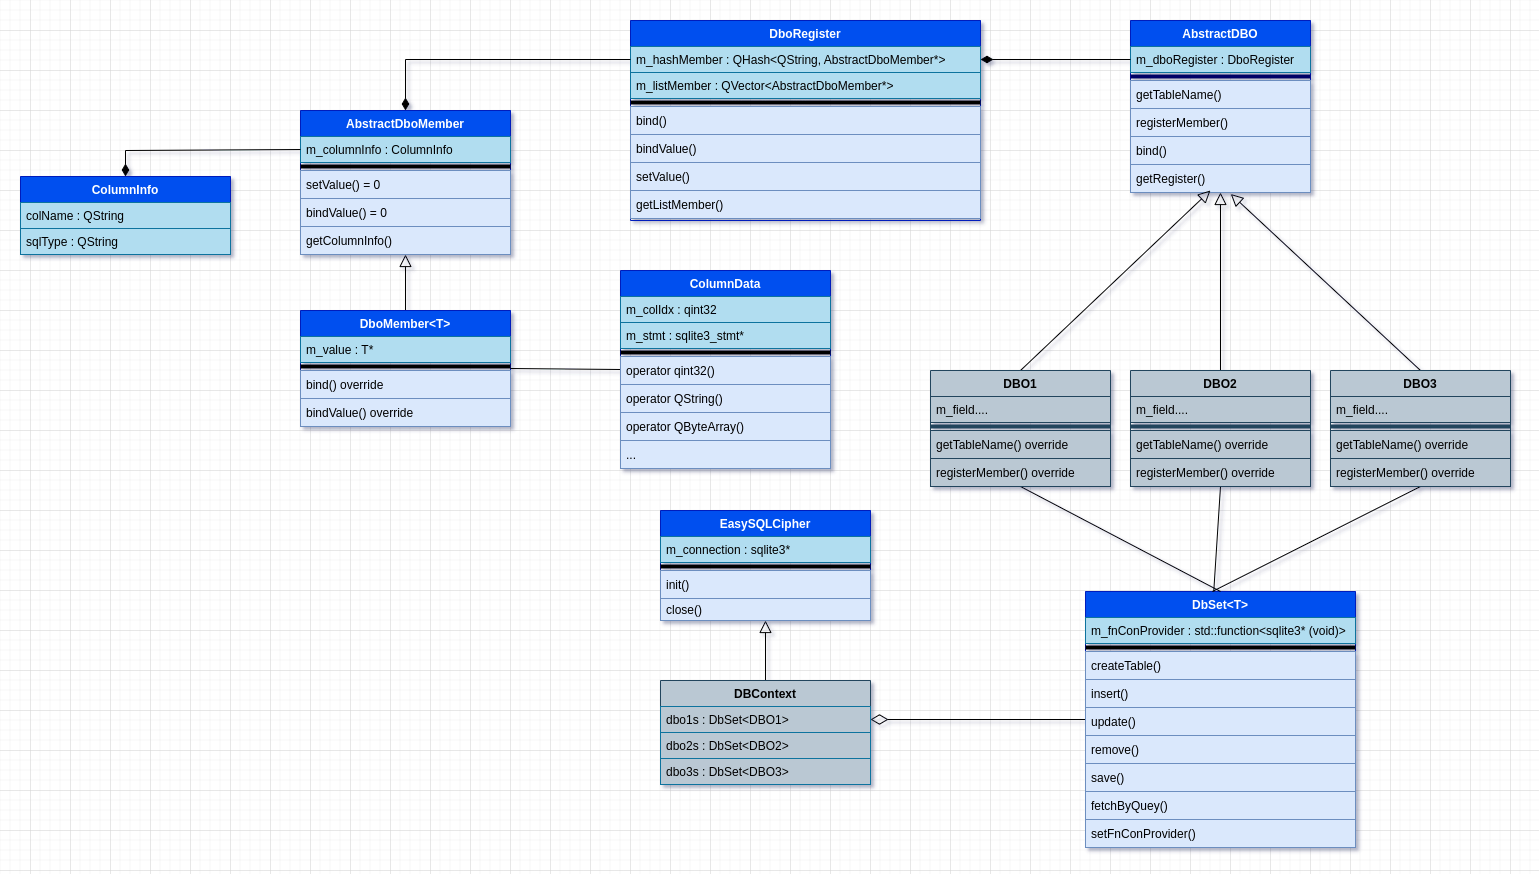 DboRegister
m_hashMember : QHash<QString, AbstractDboMember*>
m_listMember : QVector<AbstractDboMember*>
bind()
bindValue()
setValue()
getListMember()
AbstractDBO
m_dboRegister : DboRegister
getTableName()
registerMember()
bind()
getRegister()
AbstractDboMember
m_columnInfo : ColumnInfo
setValue() = 0
bindValue() = 0
getColumnInfo()
ColumnInfo
colName : QString
sqlType : QString
DboMember<T>
m_value : T*
bind() override
bindValue() override
ColumnData
m_colIdx : qint32
m_stmt : sqlite3_stmt*
operator qint32()
operator QString()
operator QByteArray()
...
DBO1
m_field....
getTableName() override
registerMember() override
DBO2
m_field....
getTableName() override
registerMember() override
DBO3
m_field....
getTableName() override
registerMember() override
EasySQLCipher
m_connection : sqlite3*
init()
close()
DBContext
dbo1s : DbSet<DBO1>
dbo2s : DbSet<DBO2>
dbo3s : DbSet<DBO3>
DbSet<T>
m_fnConProvider : std::function<sqlite3* (void)>
createTable()
insert()
update()
remove()
save()
fetchByQuey()
setFnConProvider()